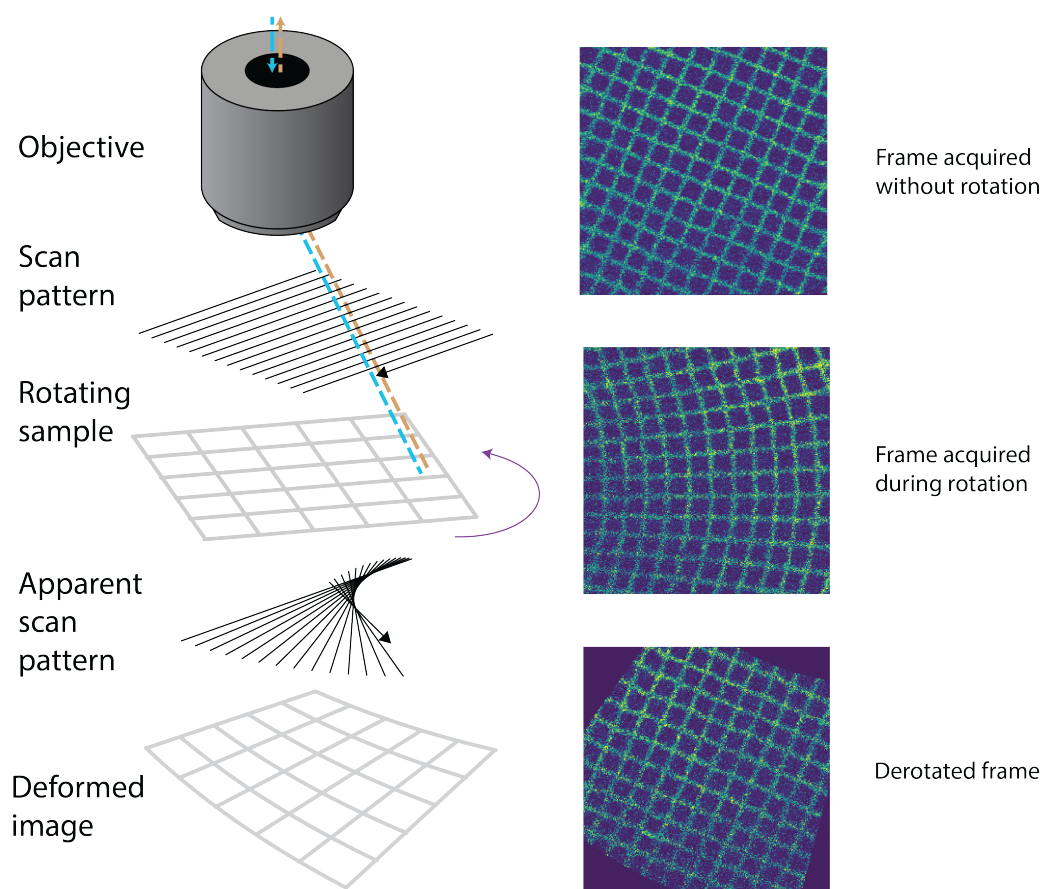 Objective
Scan
pattern
Rotating
sample
Apparent
scan
pattern
Deformed
image
Frame acquired
without rotation
Frame acquired
during rotation
Derotated frame